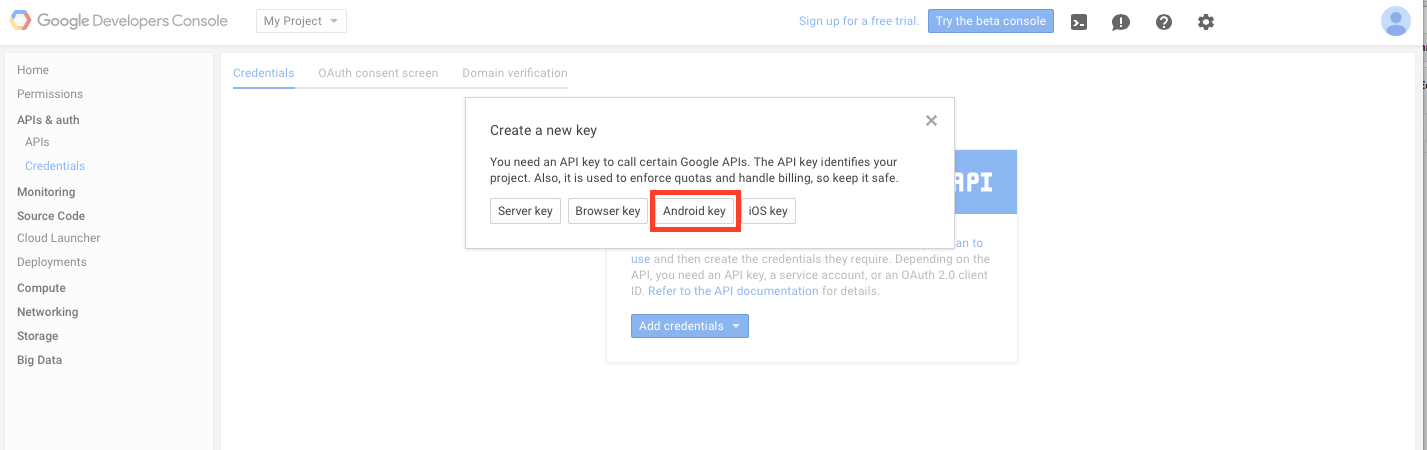 Google Developers Console
My Project
Sign up for a free trial.
Try the beta console
Home
Permissions
APIs & auth
APIs
Credentials
Monitoring
Source Code
Cloud Launcher
Deployments
Compute
Networking
Storage
Big Data
Credentials
OAuth consent screen
Domain verification
Create a new key
You need an API key to call certain Google APIs. The API key identifies your
project. Also, it is used to enforce quotas and handle billing, so keep it safe.
Server key
Browser key
Android key
iOS key
API
to
use and then create the credentials they require. Depending on the
API, you need an API key, a service account, or an OAuth 2.0 client
ID. Refer to the API documentation for details.
Add credentials